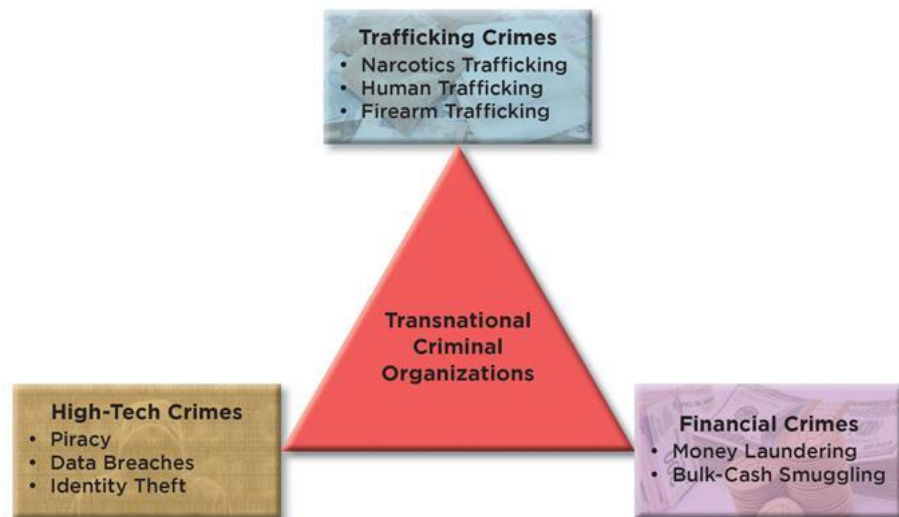 Trafficking Crimes
• Narcotics Trafficking
• Human Trafficking
• Firearm Trafficking
Transnational
Criminal
Organizations
High-Tech Crimes
• Piracy
• Data Breaches
• Identity Theft
Financial Crimes
• Money Laundering
• Bulk-Cash Smuggling